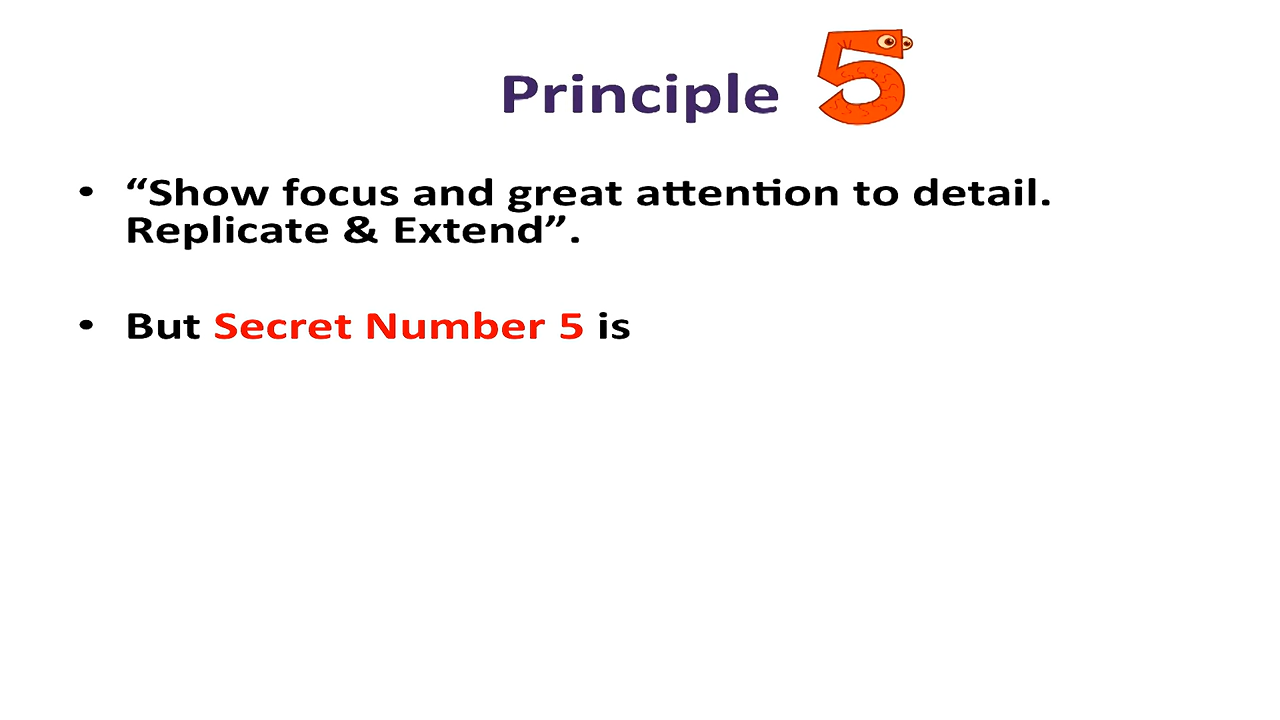 Principle 5
• “Show focus and great attention to detail.
Replicate & Extend”.
• But Secret Number 5 is